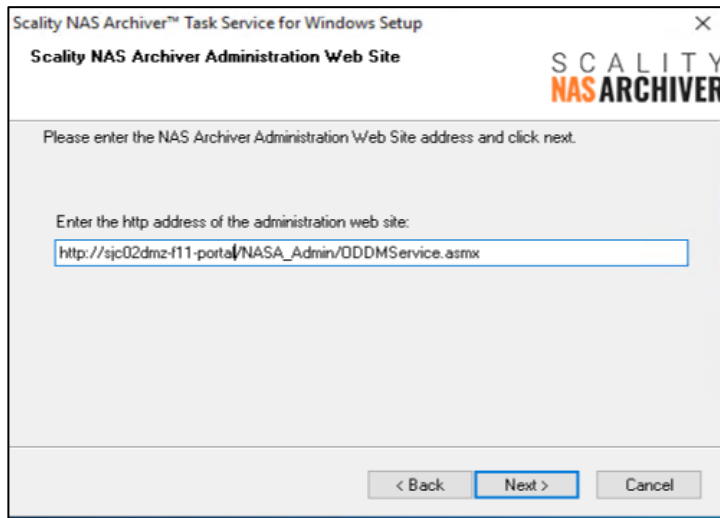 Scality NAS Archiver™ Task Service for Windows Setup
Scality NAS Archiver Administration Web Site
SCALITY
NAS ARCHIVER
Please enter the NAS Archiver Administration Web Site address and click next.
Enter the http address of the administration web site:
http://sjc02dmz-f11-portal/NASA_Admin/ODDMService.asmx
< Back
Next >
Cancel